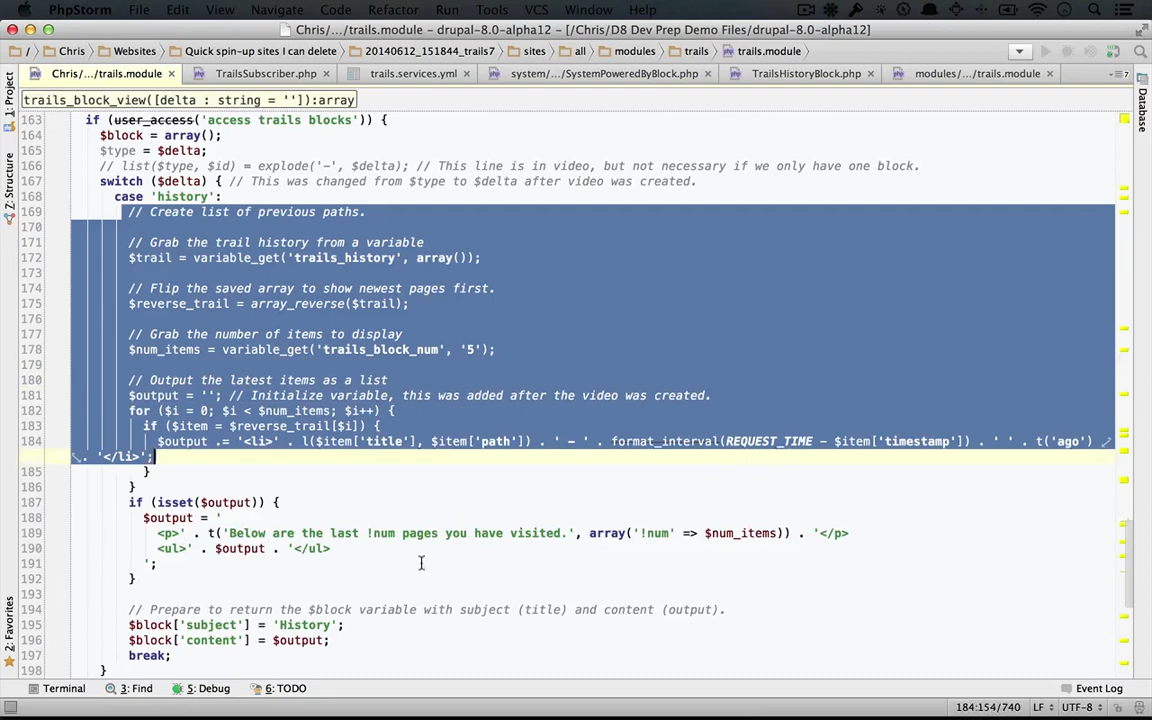 PhpStorm File Edit View Navigate Code Refactor Run Tools VCS Window Help
Chris/.../trails.module - drupal-8.0-alpha12 - [/Chris/D8 Dev Prep Demo Files/drupal-8.0-alpha12]
/ Chris Websites Quick spin-up sites I can delete 20140612_151844_trails7 sites all modules trails trails.module
Chris/.../trails.module TrailsSubscriber.php trails.services.yml system/.../SystemPoweredByBlock.php TrailsHistoryBlock.php modules/.../trails.module
1: Project
Z: Structure
2: Favorites
Database
trails_block_view([delta : string = '']):array
163 if (user_access('access trails blocks')) {
164 $block = array();
165 $type = $delta;
166 // list($type, $id) = explode('-', $delta); // This line is in video, but not necessary if we only have one block.
167 switch ($delta) { // This was changed from $type to $delta after video was created.
168 case 'history':
169 // Create list of previous paths.
170
171 // Grab the trail history from a variable
172 $trail = variable_get('trails_history', array());
173
174 // Flip the saved array to show newest pages first.
175 $reverse_trail = array_reverse($trail);
176
177 // Grab the number of items to display
178 $num_items = variable_get('trails_block_num', '5');
179
180 // Output the latest items as a list
181 $output = ''; // Initialize variable, this was added after the video was created.
182 for ($i = 0; $i < $num_items; $i++) {
183 if ($item = $reverse_trail[$i]) {
184 $output .= '<li>' . l($item['title'], $item['path']) . ' - ' . format_interval(REQUEST_TIME - $item['timestamp']) . ' ' . t('ago')
. '</li>';
185 }
186 }
187 if (isset($output)) {
188 $output = '
189 <p>' . t('Below are the last !num pages you have visited.', array('!num' => $num_items)) . '</p>
190 <ul>' . $output . '</ul>
191 ';
192 }
193
194 // Prepare to return the $block variable with subject (title) and content (output).
195 $block['subject'] = 'History';
196 $block['content'] = $output;
197 break;
198 }
Terminal 3: Find 5: Debug 6: TODO Event Log
184:154/740 LF UTF-8